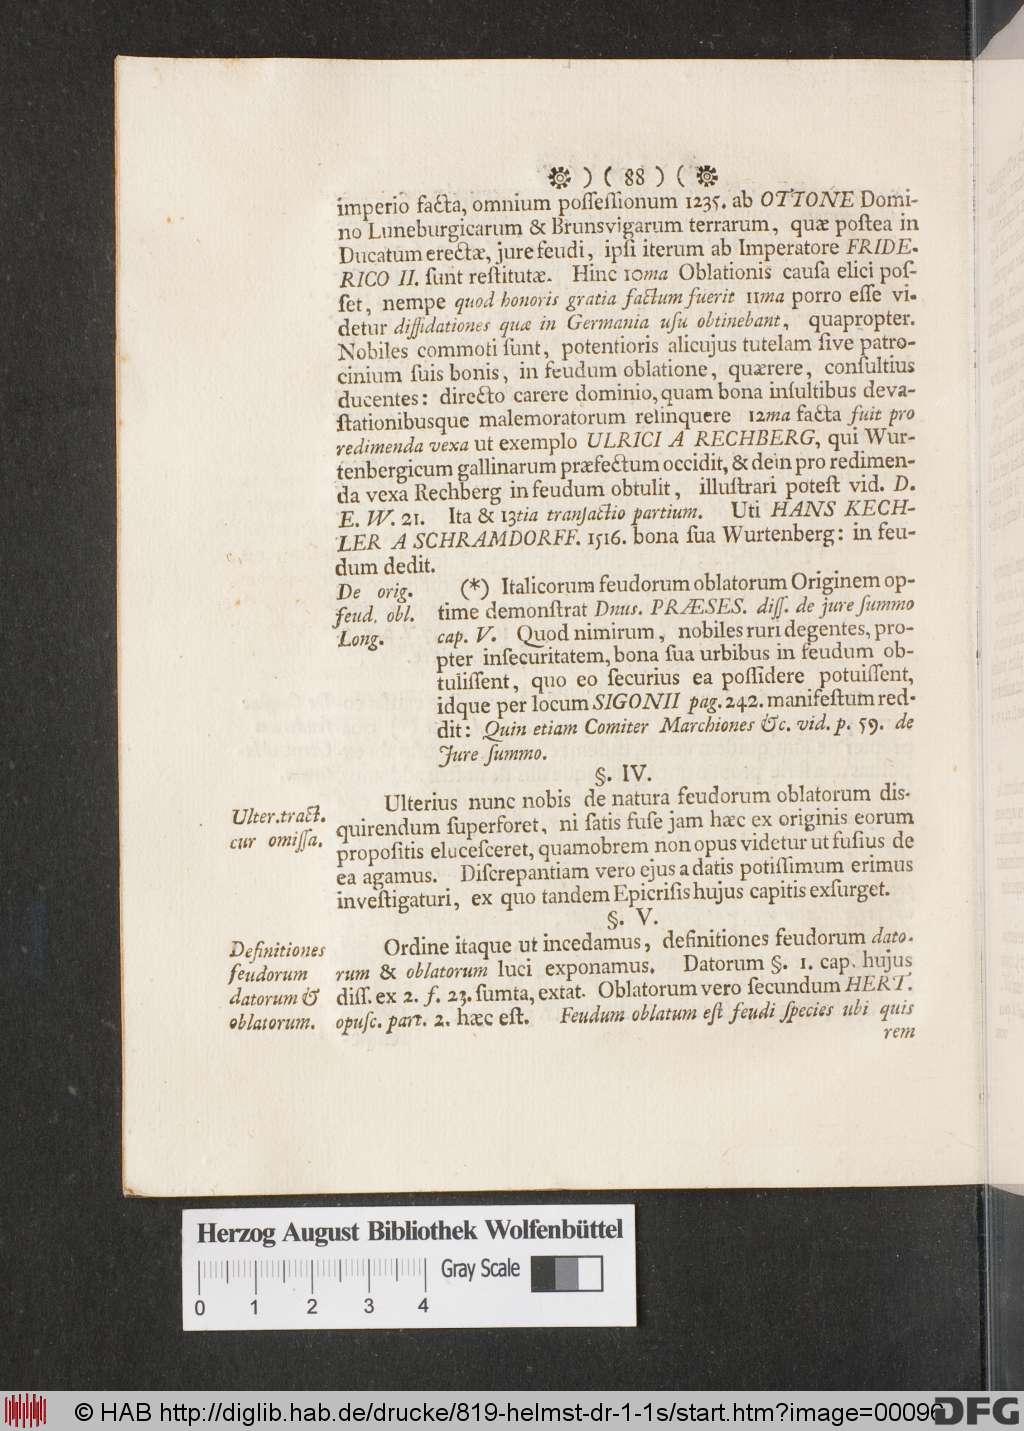 ) ( 88 ) (
imperio facta, omnium poſſeſſionum 1235. ab OTTONE Domi-
no Luneburgicarum & Brunsvigarum terrarum, quæ poſtea in
Ducatum erectæ, jure feudi, ipſi iterum ab Imperatore FRIDE-
RICO II. ſunt reſtitutæ. Hinc 10ma Oblationis cauſa elici poſ-
ſet, nempe quod honoris gratia factum fuerit 11ma porro eſſe vi-
detur diffidationes quæ in Germania uſu obtinebant, quapropter.
Nobiles commoti ſunt, potentioris alicujus tutelam ſive patro-
cinium ſuis bonis, in feudum oblatione, quærere, conſultius
ducentes: directo carere dominio, quam bona inſultibus deva-
ſtationibusque malemoratorum relinquere 12ma facta fuit pro
redimenda vexa ut exemplo ULRICI A RECHBERG, qui Wur-
tenbergicum gallinarum præfectum occidit, & dein pro redimen-
da vexa Rechberg in feudum obtulit, illuſtrari poteſt vid. D.
E. W. 21. Ita & 13tia tranſactio partium. Uti HANS KECH-
LER A SCHRAMDORFF. 1516. bona ſua Wurtenberg: in feu-
dum dedit.
De orig.
feud. obl.
Long.
(*) Italicorum feudorum oblatorum Originem op-
time demonſtrat Dnus. PRÆSES. diſſ. de jure ſummo
cap. V. Quod nimirum, nobiles ruri degentes, pro-
pter inſecuritatem, bona ſua urbibus in feudum ob-
tuliſſent, quo eo ſecurius ea poſſidere potuiſſent,
idque per locum SIGONII pag. 242. manifeſtum red-
dit: Quin etiam Comiter Marchiones &c. vid. p. 59. de
Jure ſummo.
§. IV.
Ulter. tract.
cur omiſſa.
Ulterius nunc nobis de natura feudorum oblatorum dis-
quirendum ſuperforet, ni ſatis fuſe jam hæc ex originis eorum
propoſitis eluceſceret, quamobrem non opus videtur ut fuſius de
ea agamus. Diſcrepantiam vero ejus a datis potiſſimum erimus
inveſtigaturi, ex quo tandem Epicriſis hujus capitis exſurget.
§. V.
Definitiones
feudorum
datorum &
oblatorum.
Ordine itaque ut incedamus, definitiones feudorum dato-
rum & oblatorum luci exponamus. Datorum §. 1. cap. hujus
diſſ. ex 2. f. 23. ſumta, extat. Oblatorum vero ſecundum HERT.
opuſc. part. 2. hæc eſt. Feudum oblatum eſt feudi ſpecies ubi quis
rem
Herzog August Bibliothek Wolfenbüttel
Gray Scale
0 1 2 3 4
© HAB http://diglib.hab.de/drucke/819-helmst-dr-1-1s/start.htm?image=00096
DFG